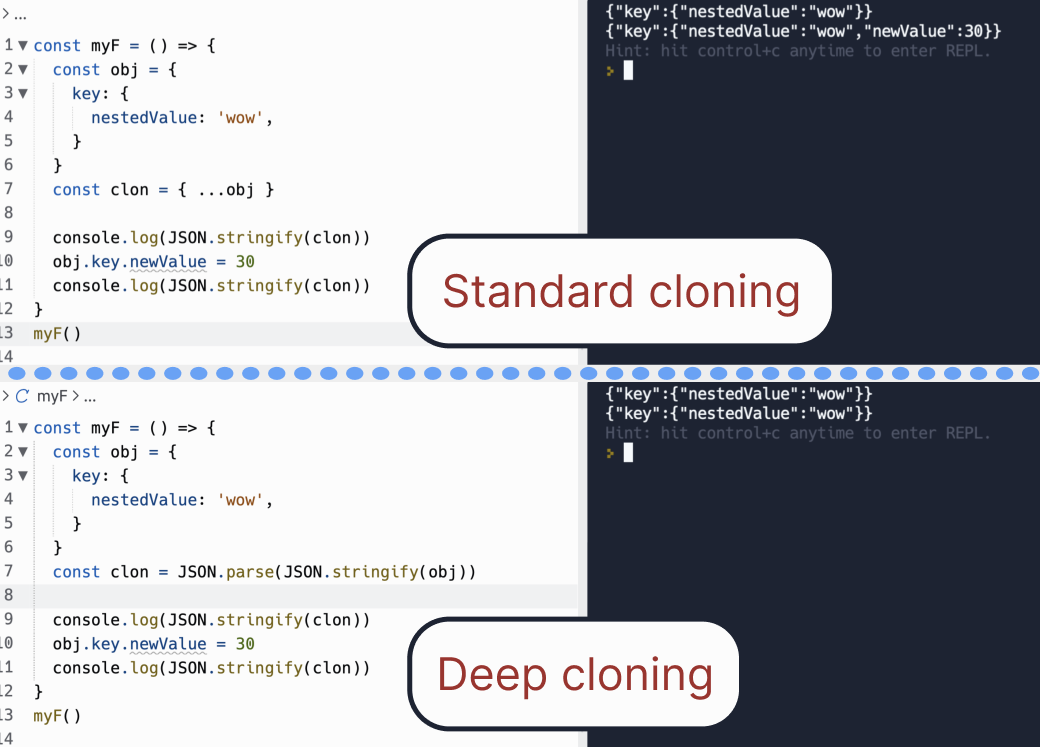 > ...
1 ▼ const myF = () => {
2 ▼ const obj = {
3 ▼ key: {
4 nestedValue: 'wow',
5 }
6 }
7 const clon = { ...obj }
8
9 console.log(JSON.stringify(clon))
10 obj.key.newValue = 30
11 console.log(JSON.stringify(clon))
12 }
13 myF()
14
{"key":{"nestedValue":"wow"}}
{"key":{"nestedValue":"wow","newValue":30}}
Hint: hit control+c anytime to enter REPL.
>
Standard cloning
> myF > ...
1 ▼ const myF = () => {
2 ▼ const obj = {
3 ▼ key: {
4 nestedValue: 'wow',
5 }
6 }
7 const clon = JSON.parse(JSON.stringify(obj))
8
9 console.log(JSON.stringify(clon))
10 obj.key.newValue = 30
11 console.log(JSON.stringify(clon))
12 }
13 myF()
14
{"key":{"nestedValue":"wow"}}
{"key":{"nestedValue":"wow"}}
Hint: hit control+c anytime to enter REPL.
>
Deep cloning